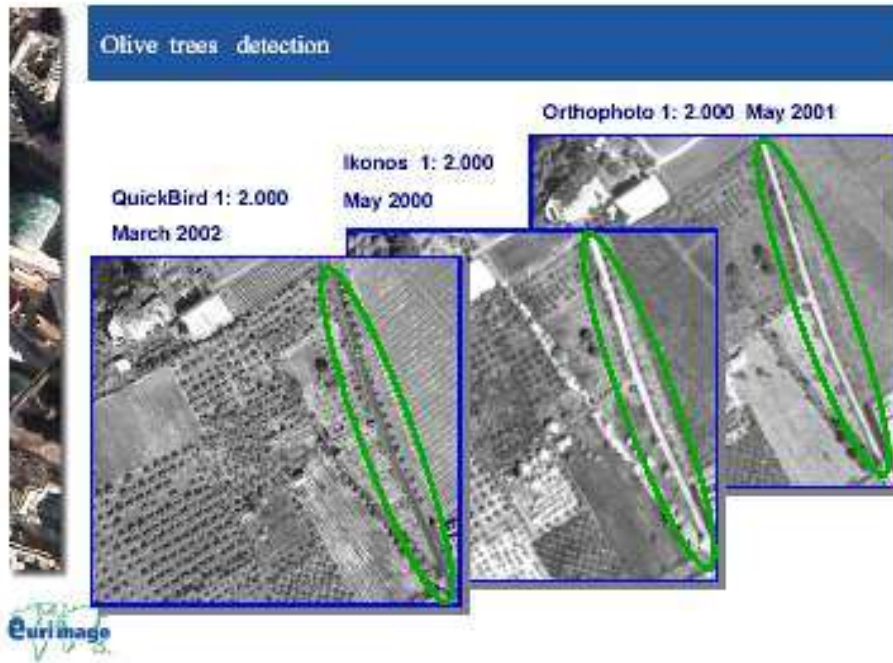 Olive trees detection
Orthophoto 1: 2.000 May 2001
Ikonos 1: 2.000
May 2000
QuickBird 1: 2.000
March 2002
eurimage